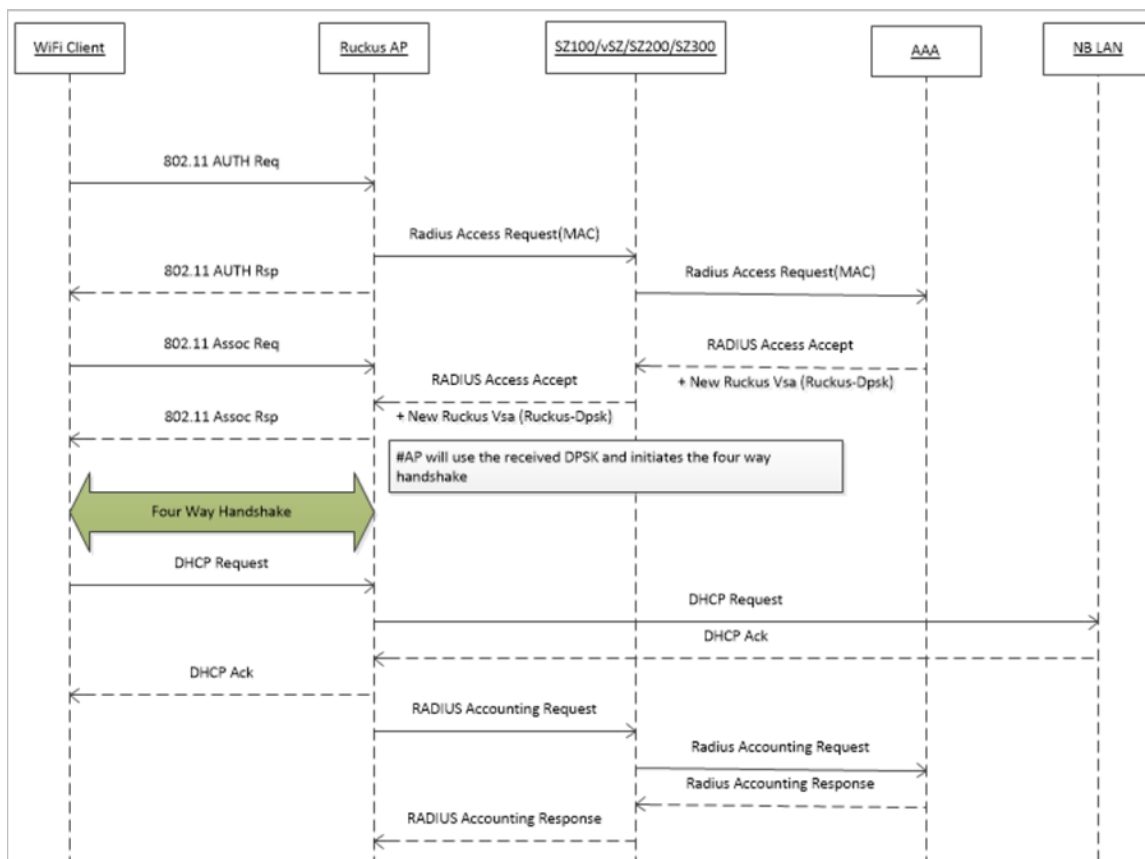 WiFi Client
Ruckus AP
SZ100/vSZ/SZ200/SZ300
AAA
NB LAN
802.11 AUTH Req
Radius Access Request(MAC)
802.11 AUTH Rsp
Radius Access Request(MAC)
802.11 Assoc Req
RADIUS Access Accept
RADIUS Access Accept
+ New Ruckus Vsa (Ruckus-Dpsk)
802.11 Assoc Rsp
+ New Ruckus Vsa (Ruckus-Dpsk)
#AP will use the received DPSK and initiates the four way
handshake
Four Way Handshake
DHCP Request
DHCP Request
DHCP Ack
DHCP Ack
RADIUS Accounting Request
Radius Accounting Request
Radius Accounting Response
RADIUS Accounting Response